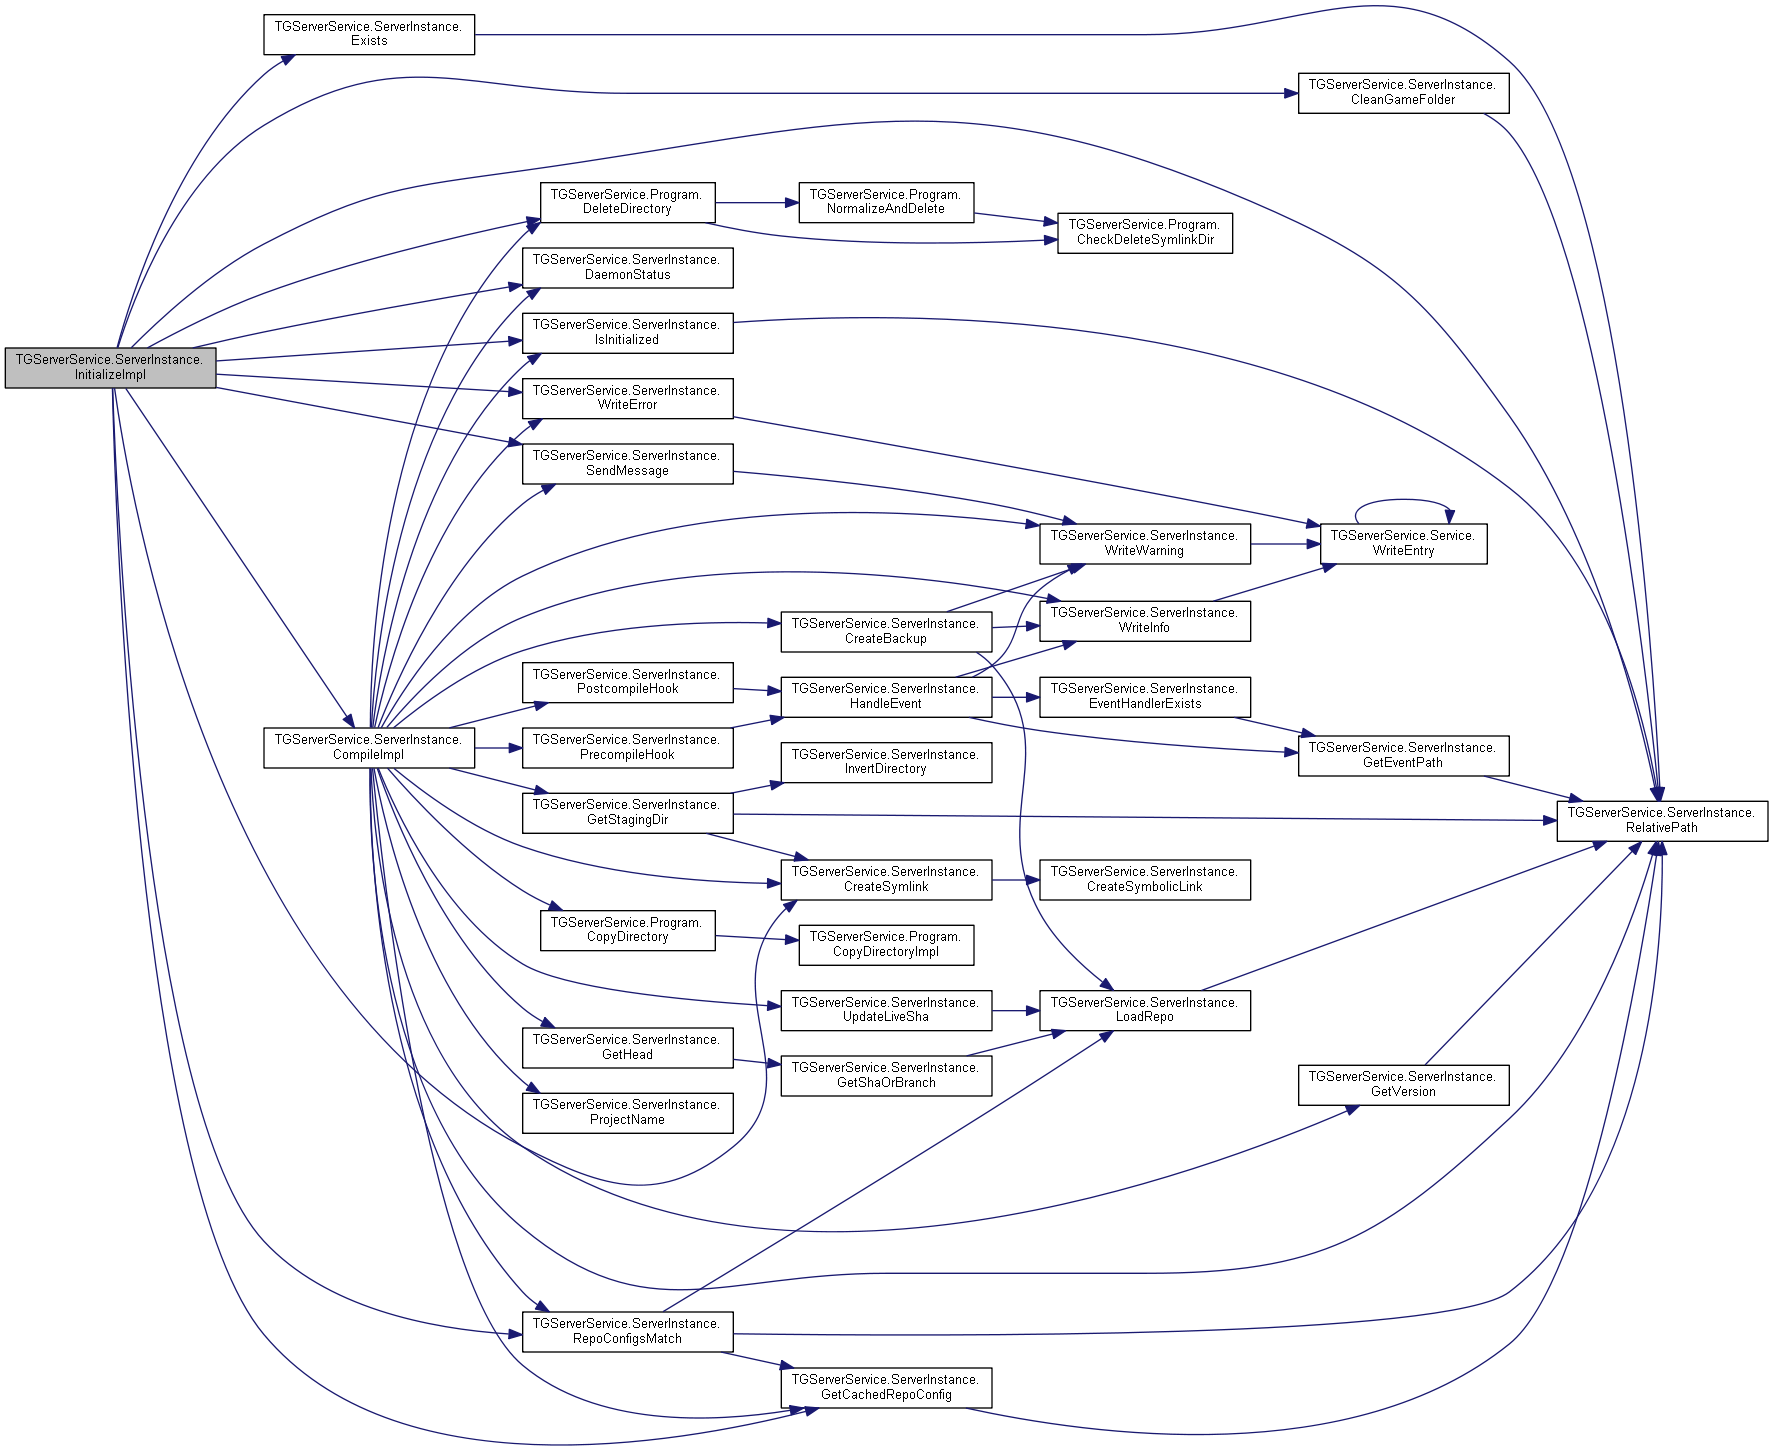 TGServerService.ServerInstance.
Exists
TGServerService.ServerInstance.
CleanGameFolder
TGServerService.Program.
DeleteDirectory
TGServerService.Program.
NormalizeAndDelete
TGServerService.Program.
CheckDeleteSymlinkDir
TGServerService.ServerInstance.
DaemonStatus
TGServerService.ServerInstance.
IsInitialized
TGServerService.ServerInstance.
InitializeImpl
TGServerService.ServerInstance.
WriteError
TGServerService.ServerInstance.
SendMessage
TGServerService.ServerInstance.
WriteWarning
TGServerService.Service.
WriteEntry
TGServerService.ServerInstance.
CreateBackup
TGServerService.ServerInstance.
WriteInfo
TGServerService.ServerInstance.
PostcompileHook
TGServerService.ServerInstance.
HandleEvent
TGServerService.ServerInstance.
EventHandlerExists
TGServerService.ServerInstance.
CompileImpl
TGServerService.ServerInstance.
PrecompileHook
TGServerService.ServerInstance.
InvertDirectory
TGServerService.ServerInstance.
GetEventPath
TGServerService.ServerInstance.
GetStagingDir
TGServerService.ServerInstance.
RelativePath
TGServerService.ServerInstance.
CreateSymlink
TGServerService.ServerInstance.
CreateSymbolicLink
TGServerService.Program.
CopyDirectory
TGServerService.Program.
CopyDirectoryImpl
TGServerService.ServerInstance.
UpdateLiveSha
TGServerService.ServerInstance.
LoadRepo
TGServerService.ServerInstance.
GetHead
TGServerService.ServerInstance.
GetShaOrBranch
TGServerService.ServerInstance.
GetVersion
TGServerService.ServerInstance.
ProjectName
TGServerService.ServerInstance.
RepoConfigsMatch
TGServerService.ServerInstance.
GetCachedRepoConfig